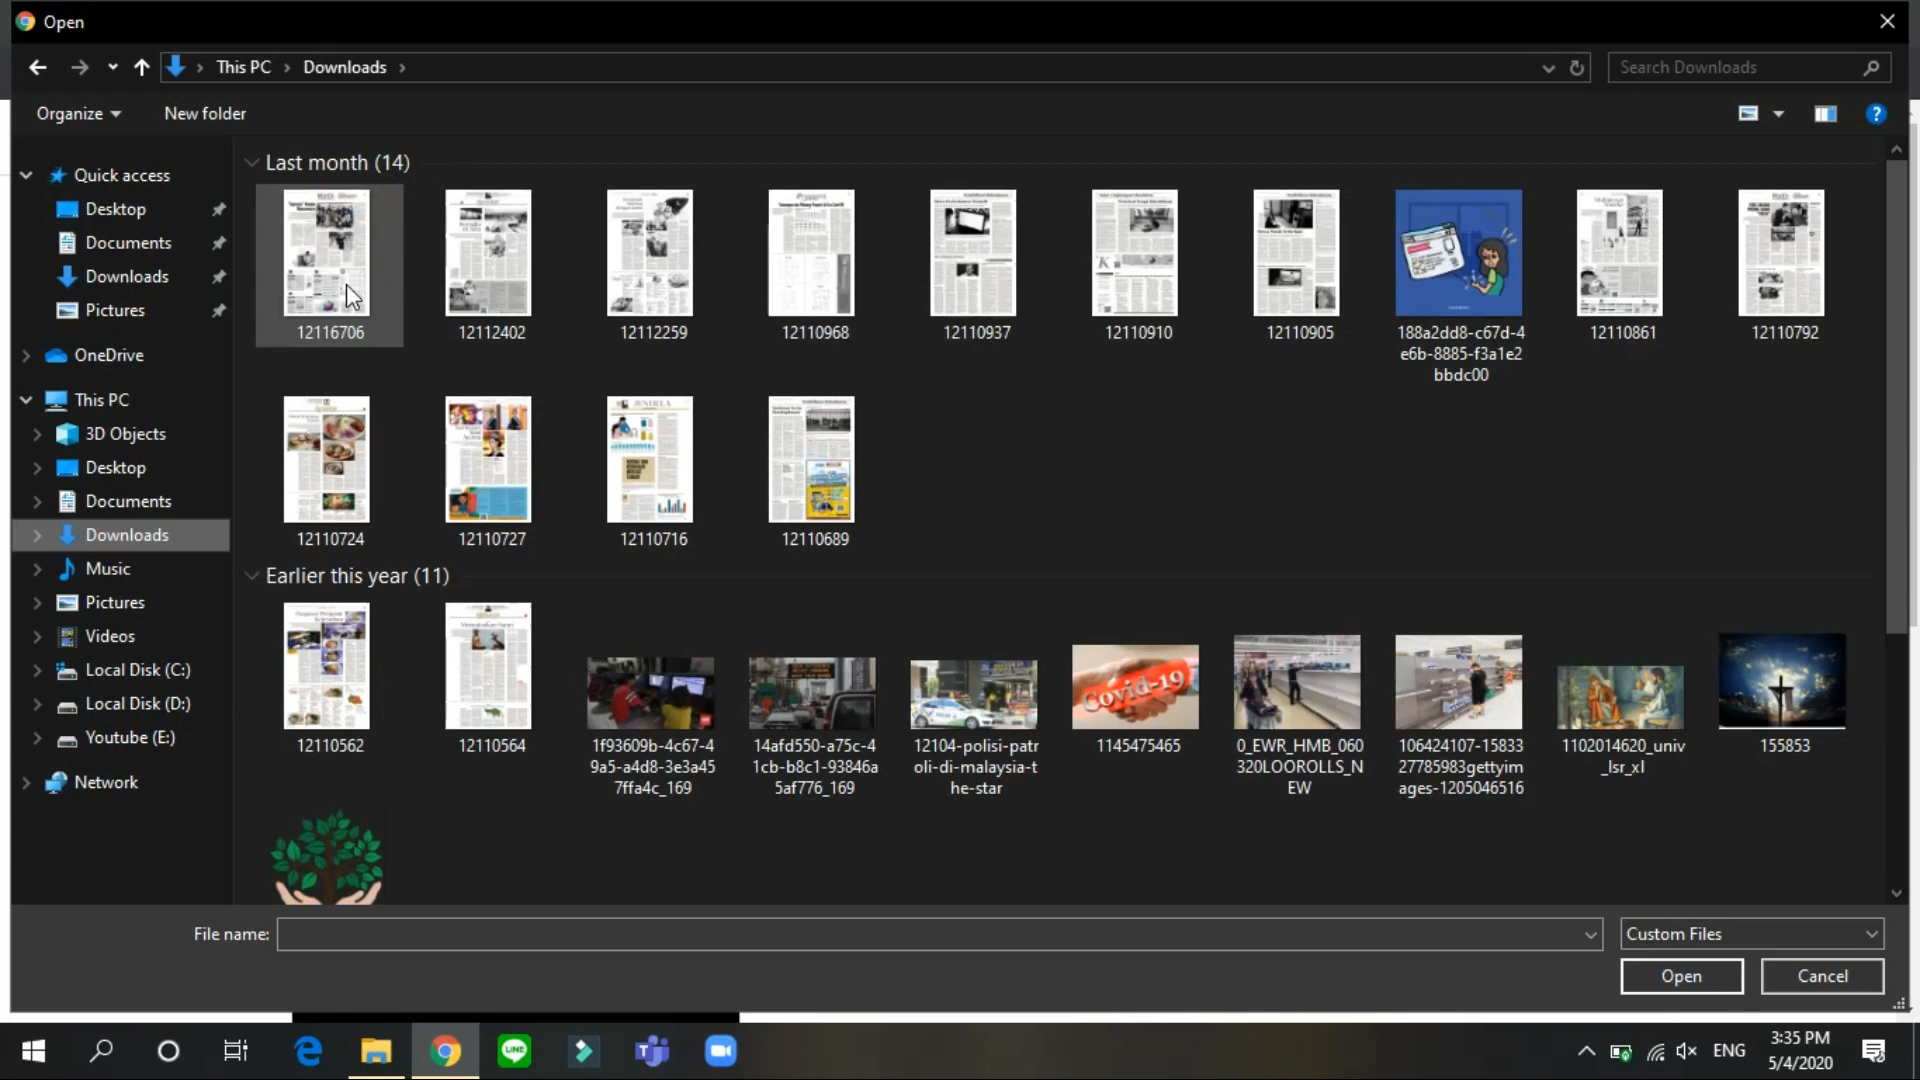 Open
This PC
Downloads
Search Downloads
Organize
New folder
Quick access
Desktop
Documents
Downloads
Pictures
OneDrive
This PC
3D Objects
Desktop
Documents
Downloads
Music
Pictures
Videos
Local Disk (C:)
Local Disk (D:)
Youtube (E:)
Network
Last month (14)
12116706
12112402
12112259
12110968
12110937
12110910
12110905
188a2dd8-c67d-4
e6b-8885-f3a1e2
bbdc00
12110861
12110792
12110724
12110727
JENDELA
12110716
12110689
Earlier this year (11)
12110562
12110564
1f93609b-4c67-4
9a5-a4d8-3e3a45
7ffa4c_169
14afd550-a75c-4
1cb-b8c1-93846a
5af776_169
12104-polisi-patr
oli-di-malaysia-t
he-star
Covid-19
1145475465
0_EWR_HMB_060
320LOOROLLS_N
EW
106424107-15833
27785983gettyim
ages-1205046516
1102014620_univ
_lsr_xl
155853
File name:
Custom Files
Open
Cancel
LINE
ENG
3:35 PM
5/4/2020